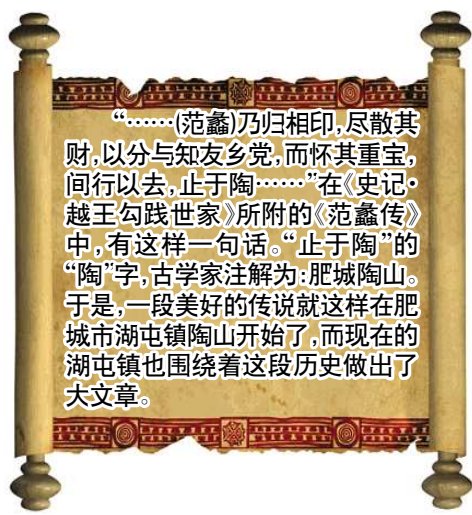 “……(范蠡)乃归相印,尽散其
财,以分与知友乡党,而怀其重宝,
间行以去,止于陶……”在《史记·
越王勾践世家》所附的《范蠡传》
中,有这样一句话。“止于陶”的
“陶”字,古学家注解为:肥城陶山。
于是,一段美好的传说就这样在肥
城市湖屯镇陶山开始了,而现在的
湖屯镇也围绕着这段历史做出了
大文章。